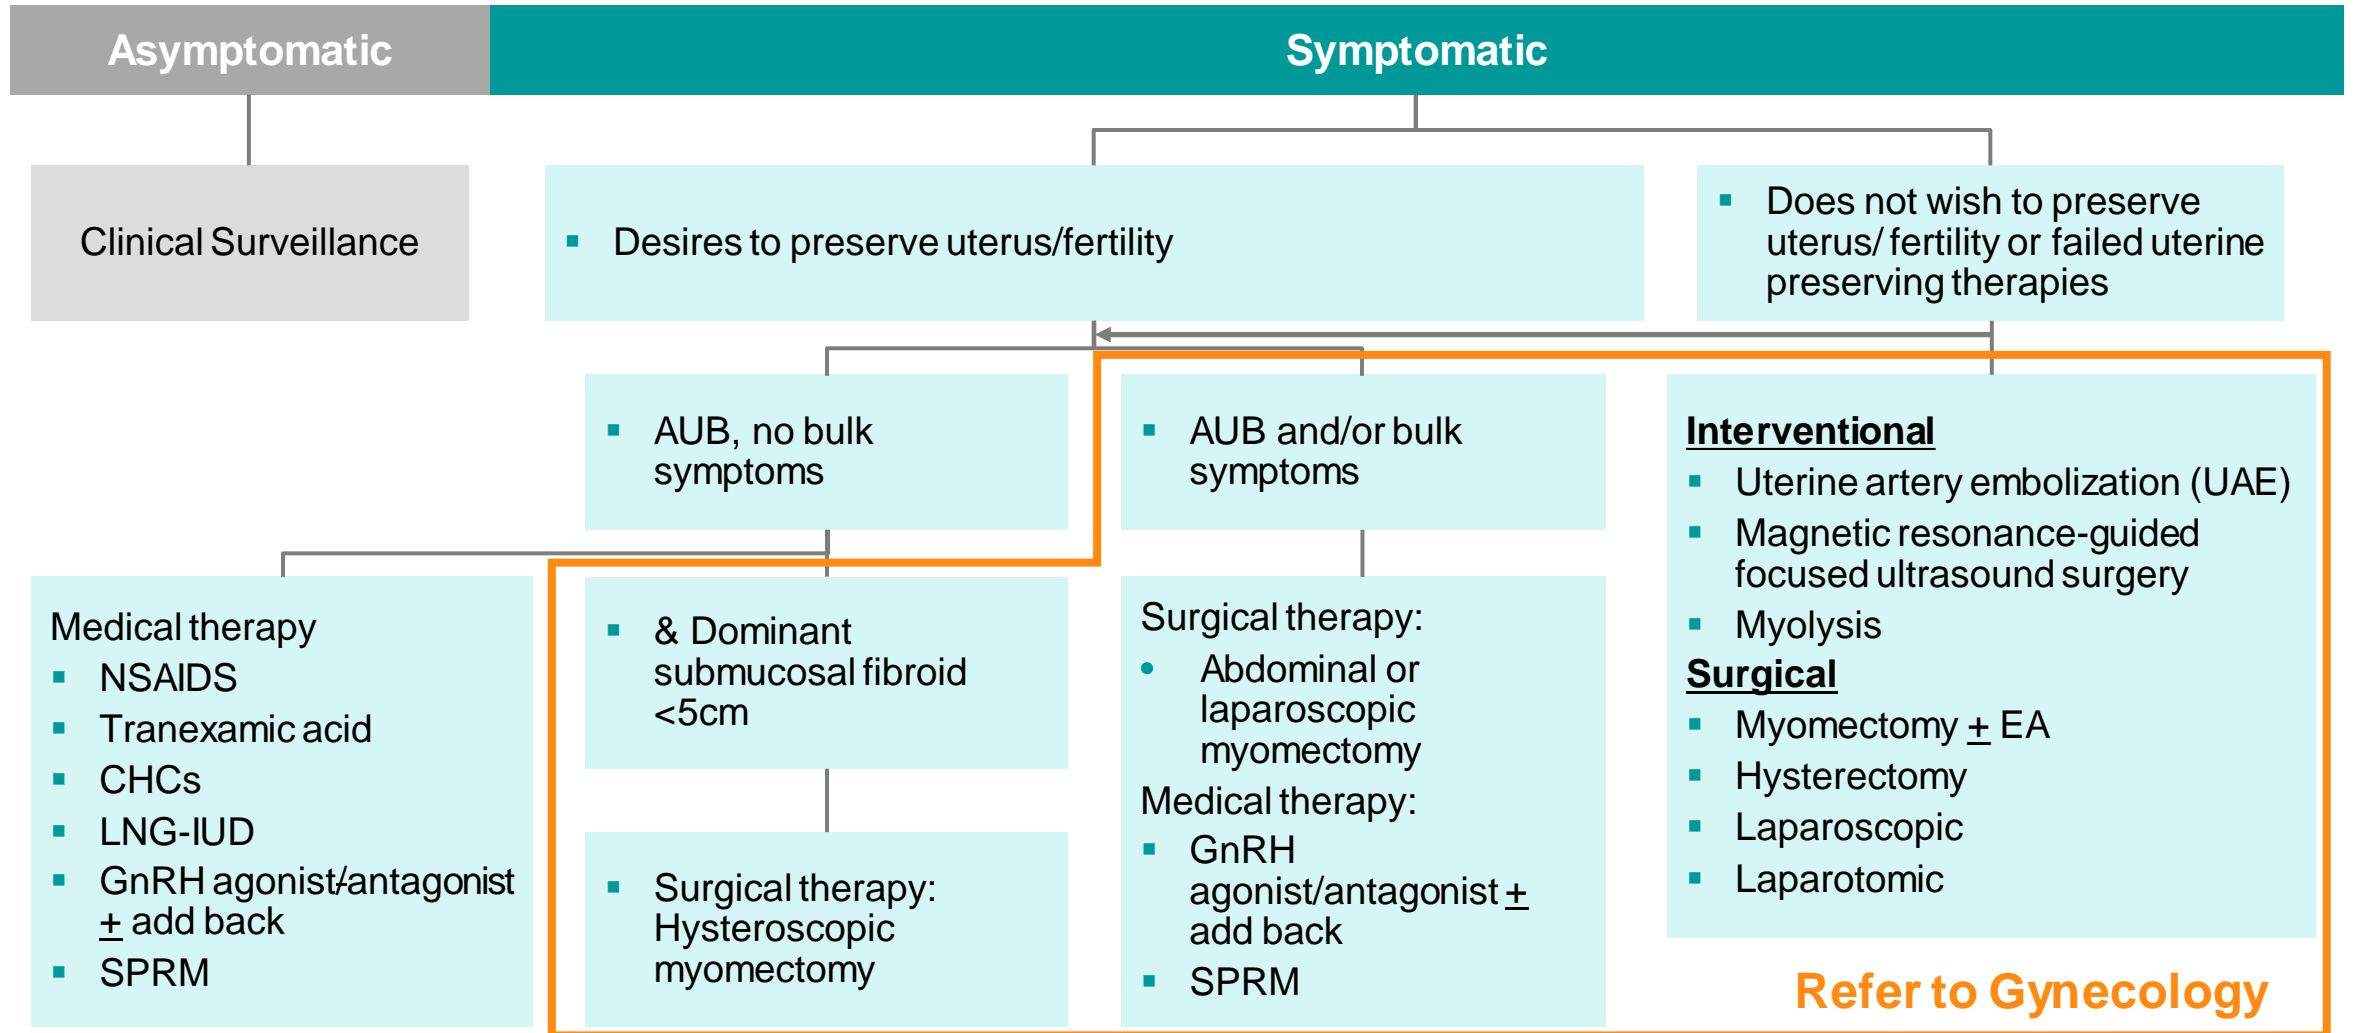 Asymptomatic
Symptomatic
Clinical Surveillance
▪ Desires to preserve uterus/fertility
▪ Does not wish to preserve
uterus/ fertility or failed uterine
preserving therapies
▪ AUB, no bulk
symptoms
▪ AUB and/or bulk
symptoms
Interventional
▪ Uterine artery embolization (UAE)
▪ Magnetic resonance-guided
focused ultrasound surgery
▪ Myolysis
Surgical
▪ Myomectomy + EA
▪ Hysterectomy
▪ Laparoscopic
▪ Laparotomic
Medical therapy
▪ NSAIDS
▪ Tranexamic acid
▪ CHCs
▪ LNG-IUD
▪ GnRH agonist/antagonist
+ add back
▪ SPRM
▪ & Dominant
submucosal fibroid
<5cm
▪ Surgical therapy:
Hysteroscopic
myomectomy
Surgical therapy:
• Abdominal or
laparoscopic
myomectomy
Medical therapy:
▪ GnRH
agonist/antagonist +
add back
▪ SPRM
Refer to Gynecology